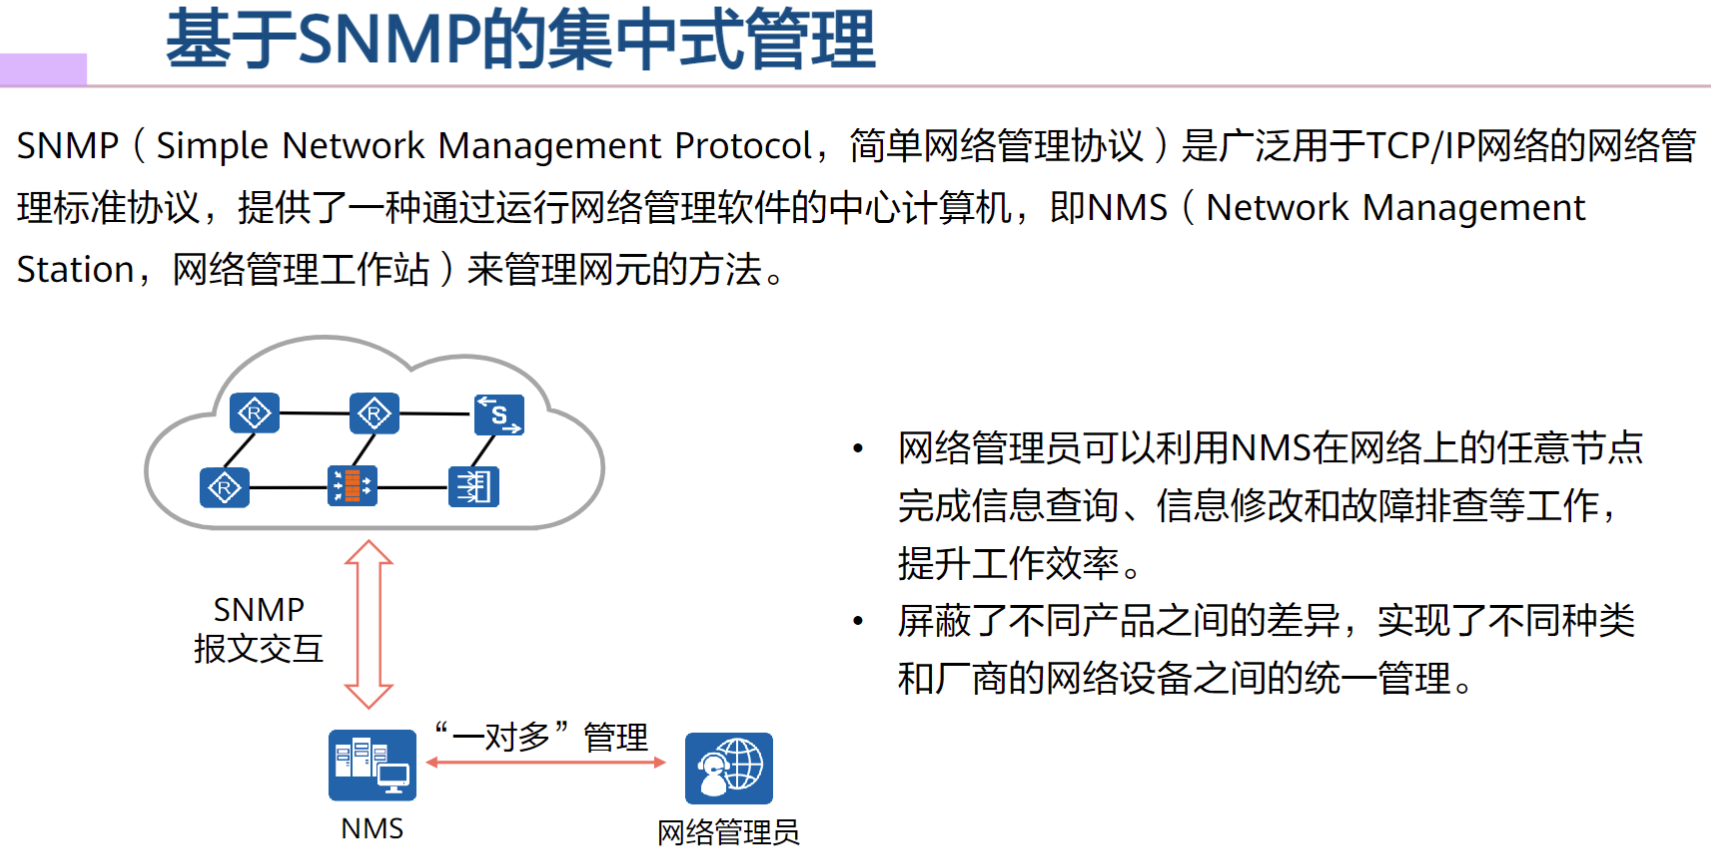 基于SNMP的集中式管理
SNMP（Simple Network Management Protocol，简单网络管理协议）是广泛用于TCP/IP网络的网络管
理标准协议，提供了一种通过运行网络管理软件的中心计算机，即NMS（Network Management
Station，网络管理工作站）来管理网元的方法。
R
R
S
R
SNMP
报文交互
“一对多”管理
NMS
网络管理员
• 网络管理员可以利用NMS在网络上的任意节点
完成信息查询、信息修改和故障排查等工作，
提升工作效率。
• 屏蔽了不同产品之间的差异，实现了不同种类
和厂商的网络设备之间的统一管理。